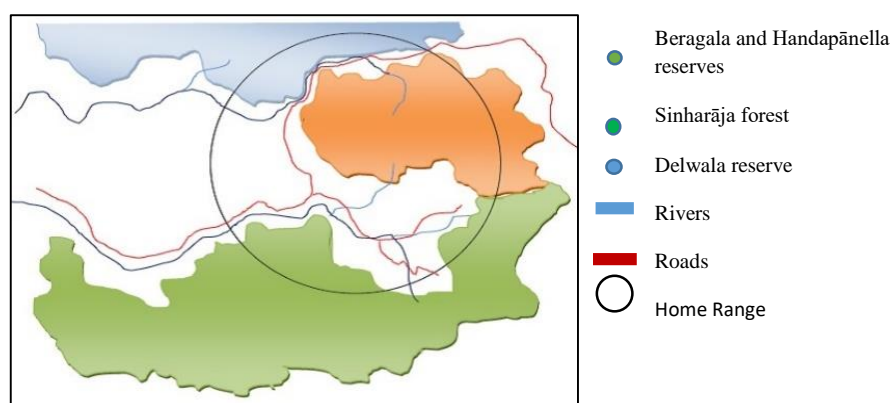 Beragala and Handapānella
reserves
Sinharāja forest
Delwala reserve
Rivers
Roads
Home Range